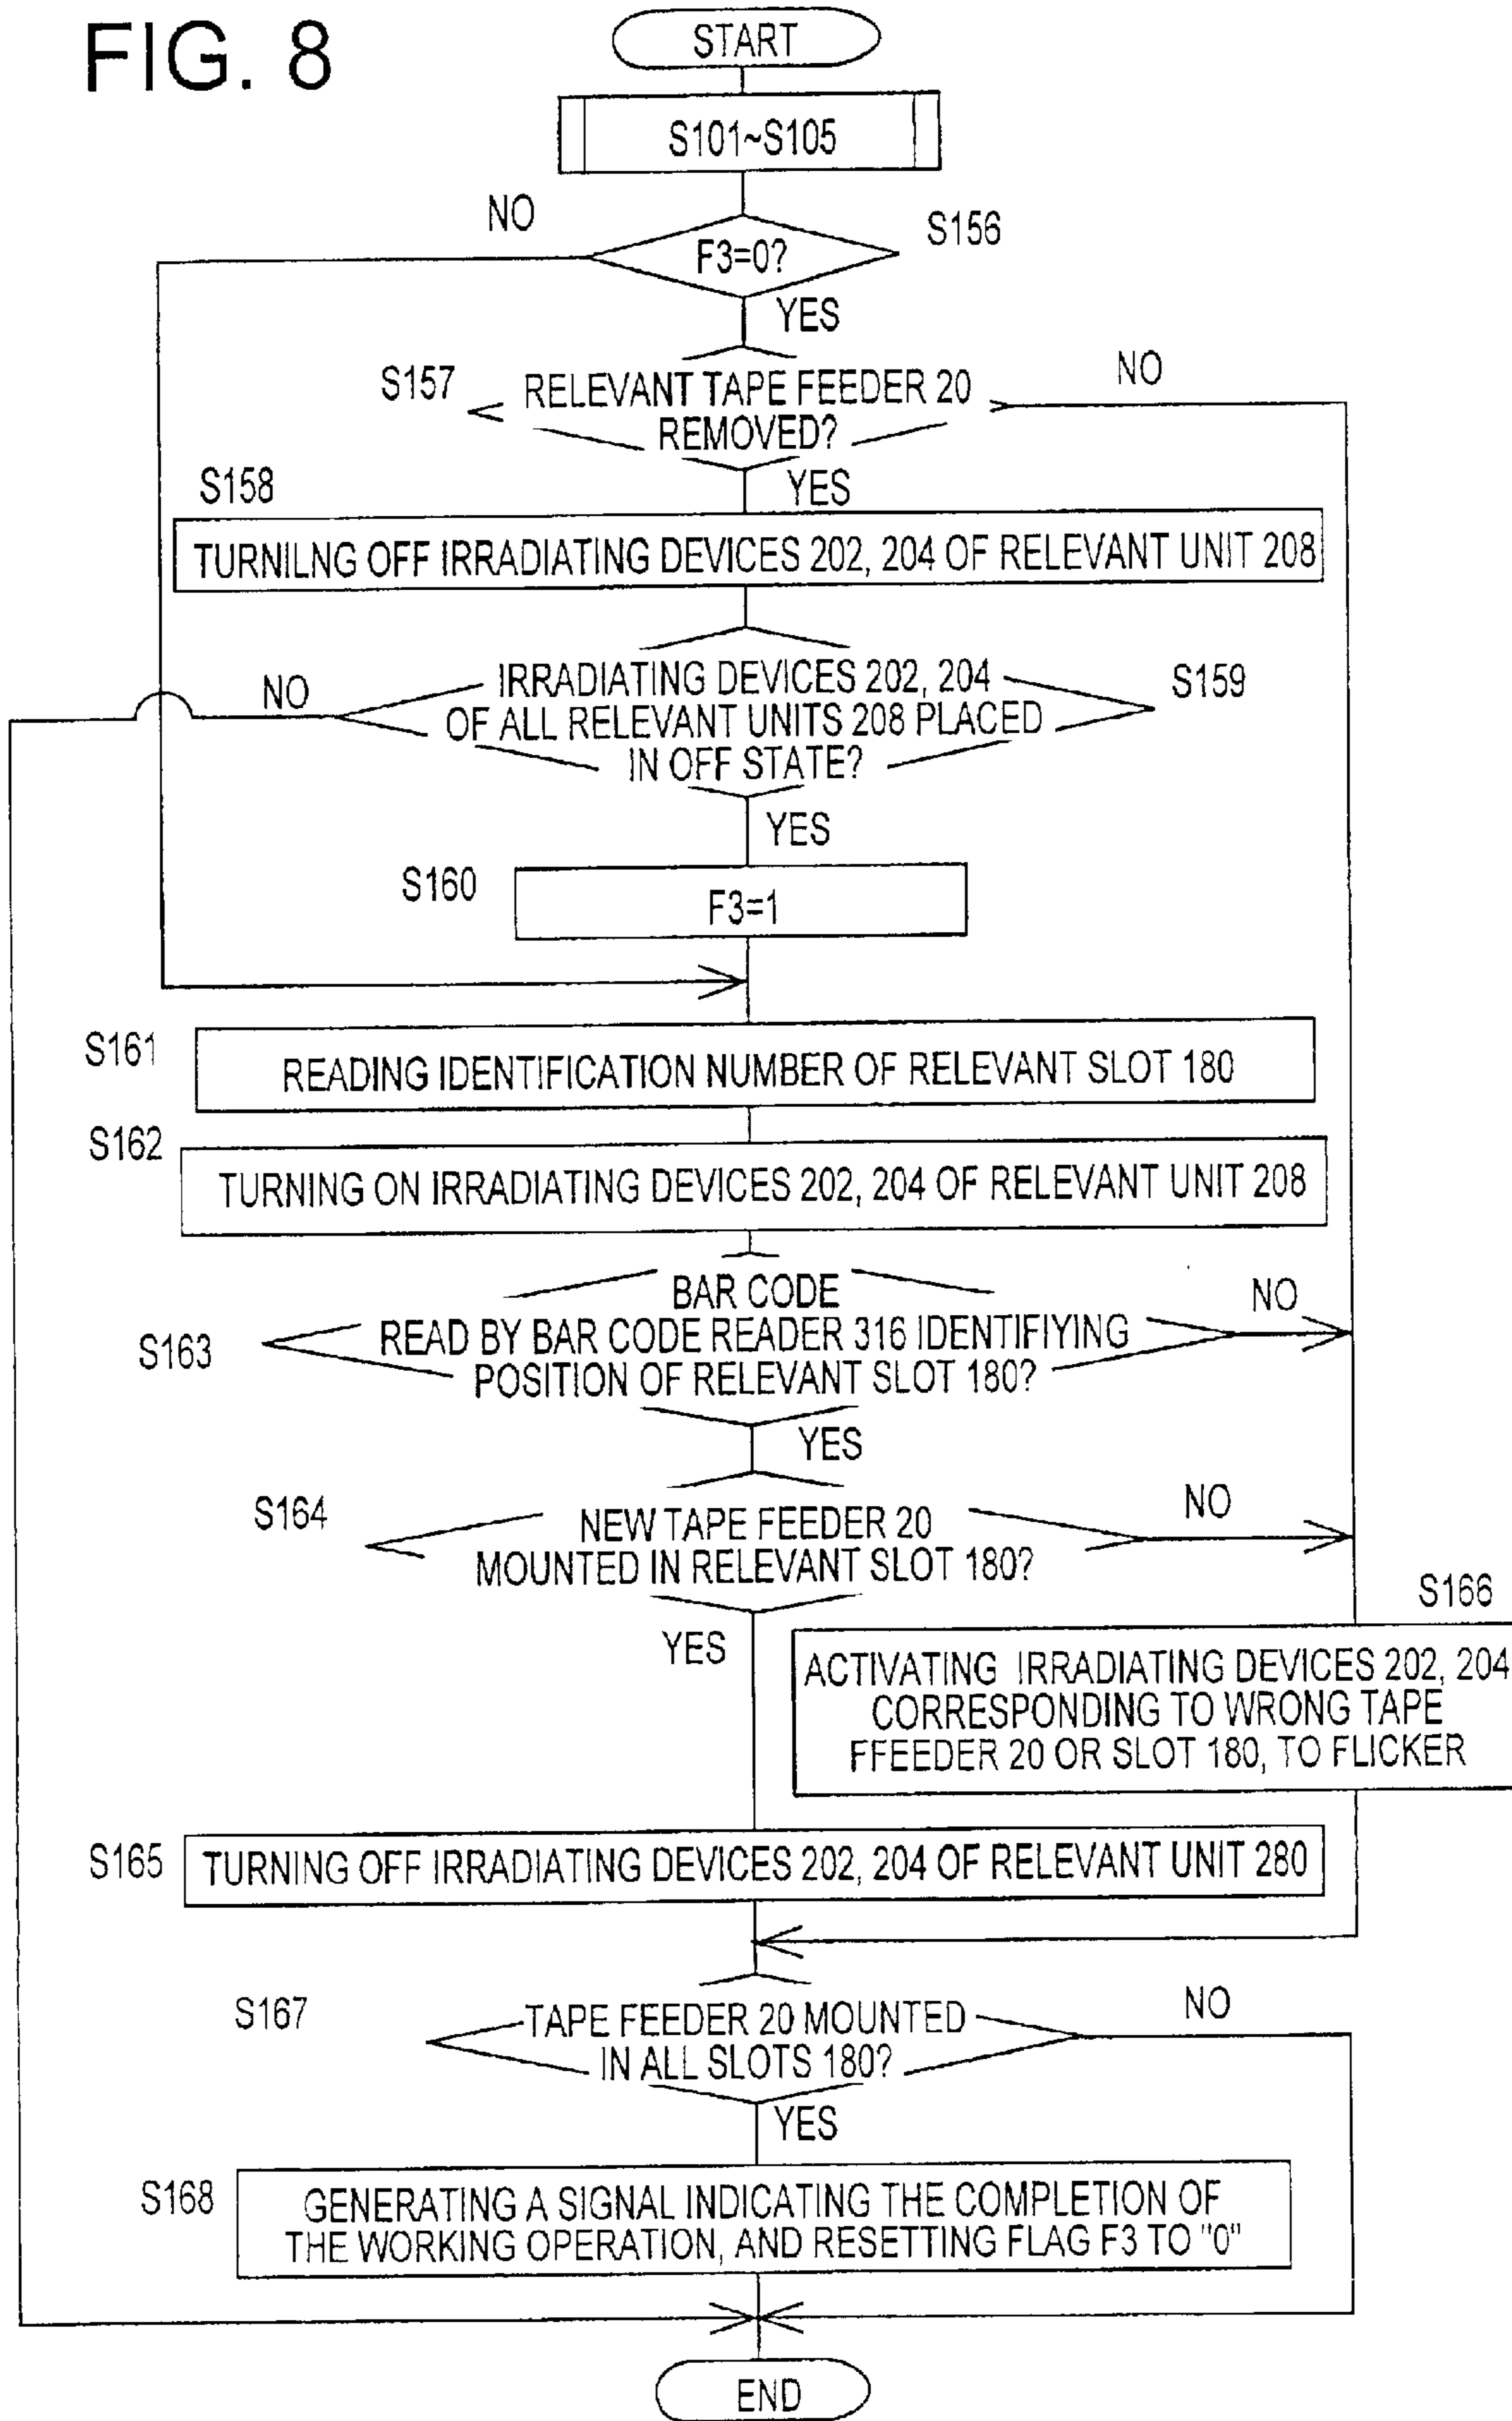 FIG. 8
START
S101~S105
NO
S156
F3=0?
YES
S157
RELEVANT TAPE FEEDER 20
REMOVED?
NO
YES
S158
TURNILNG OFF IRRADIATING DEVICES 202, 204 OF RELEVANT UNIT 208
NO
IRRADIATING DEVICES 202, 204
OF ALL RELEVANT UNITS 208 PLACED
IN OFF STATE?
S159
YES
S160
F3=1
S161
READING IDENTIFICATION NUMBER OF RELEVANT SLOT 180
S162
TURNING ON IRRADIATING DEVICES 202, 204 OF RELEVANT UNIT 208
BAR CODE
READ BY BAR CODE READER 316 IDENTIFIYING
POSITION OF RELEVANT SLOT 180?
NO
S163
YES
S164
NEW TAPE FEEDER 20
MOUNTED IN RELEVANT SLOT 180?
NO
YES
S166
ACTIVATING IRRADIATING DEVICES 202, 204
CORRESPONDING TO WRONG TAPE
FFEEDER 20 OR SLOT 180, TO FLICKER
S165
TURNING OFF IRRADIATING DEVICES 202, 204 OF RELEVANT UNIT 280
S167
TAPE FEEDER 20 MOUNTED
IN ALL SLOTS 180?
NO
YES
S168
GENERATING A SIGNAL INDICATING THE COMPLETION OF
THE WORKING OPERATION, AND RESETTING FLAG F3 TO "0"
END